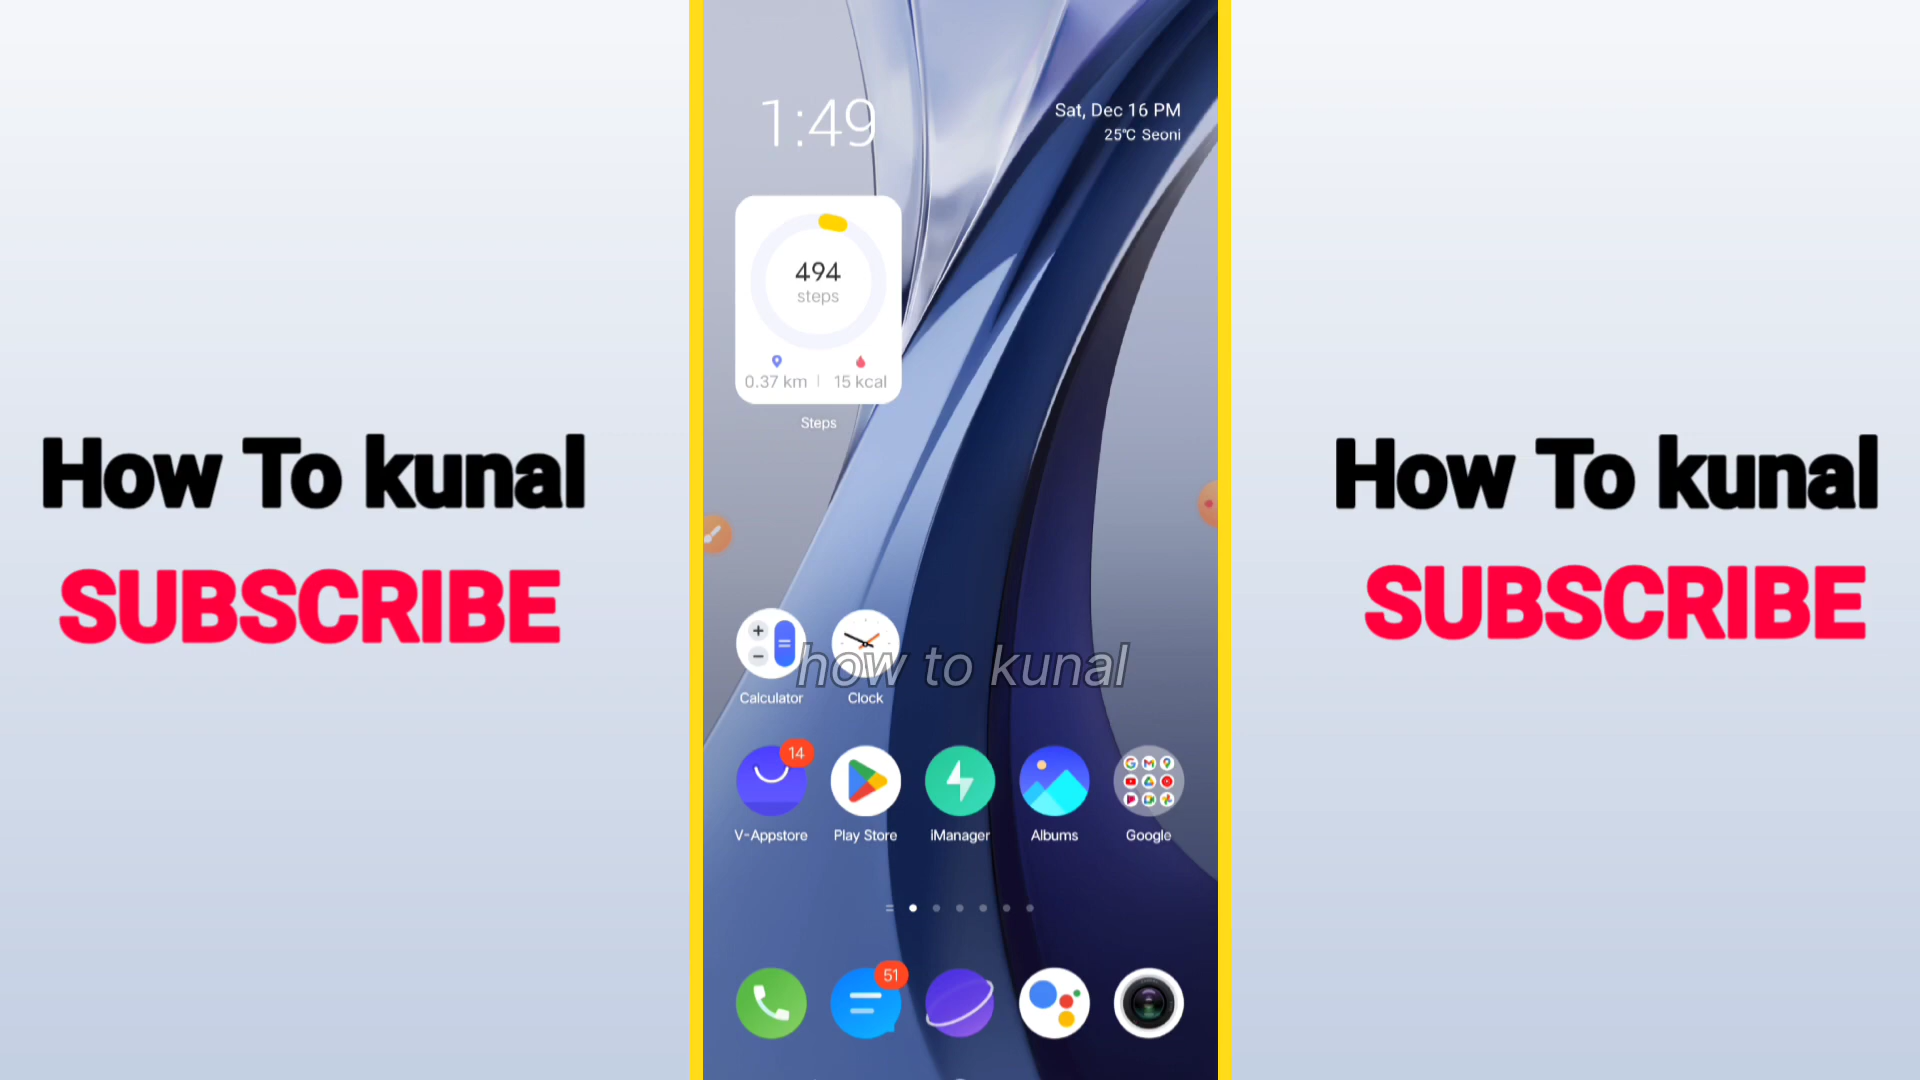 How To kunal
SUBSCRIBE
1:49
Sat, Dec 16 PM
25°C Seoni
494
steps
0.37 km | 15 kcal
Steps
how to kunal
Calculator
Clock
14
V-Appstore
Play Store
iManager
Albums
Google
51
How To kunal
SUBSCRIBE